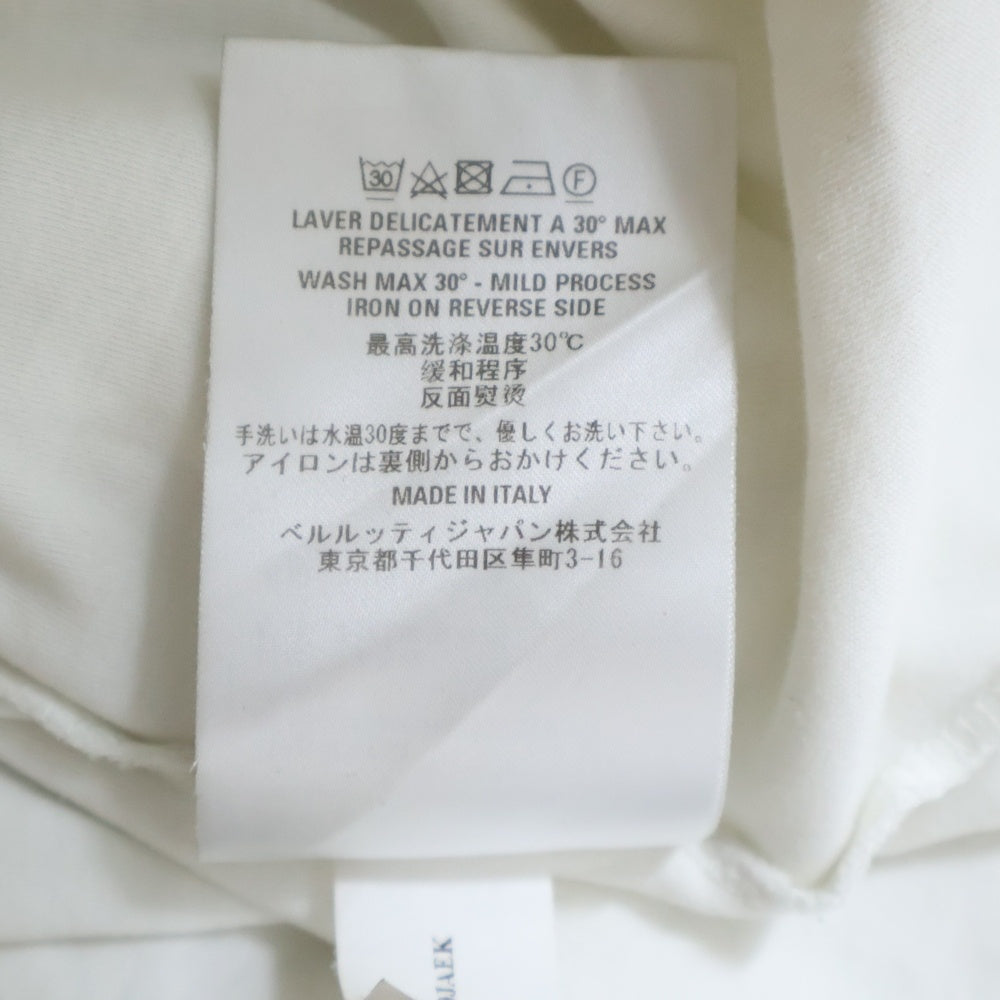 30 F
LAVER DELICATEMENT A 30° MAX
REPASSAGE SUR ENVERS
WASH MAX 30° - MILD PROCESS
IRON ON REVERSE SIDE
最高洗涤温度30℃
缓和程序
反面熨烫
手洗いは水温30度までで、優しくお洗い下さい。
アイロンは裏側からおかけください。
MADE IN ITALY
ベルルッティジャパン株式会社
東京都千代田区隼町3-16